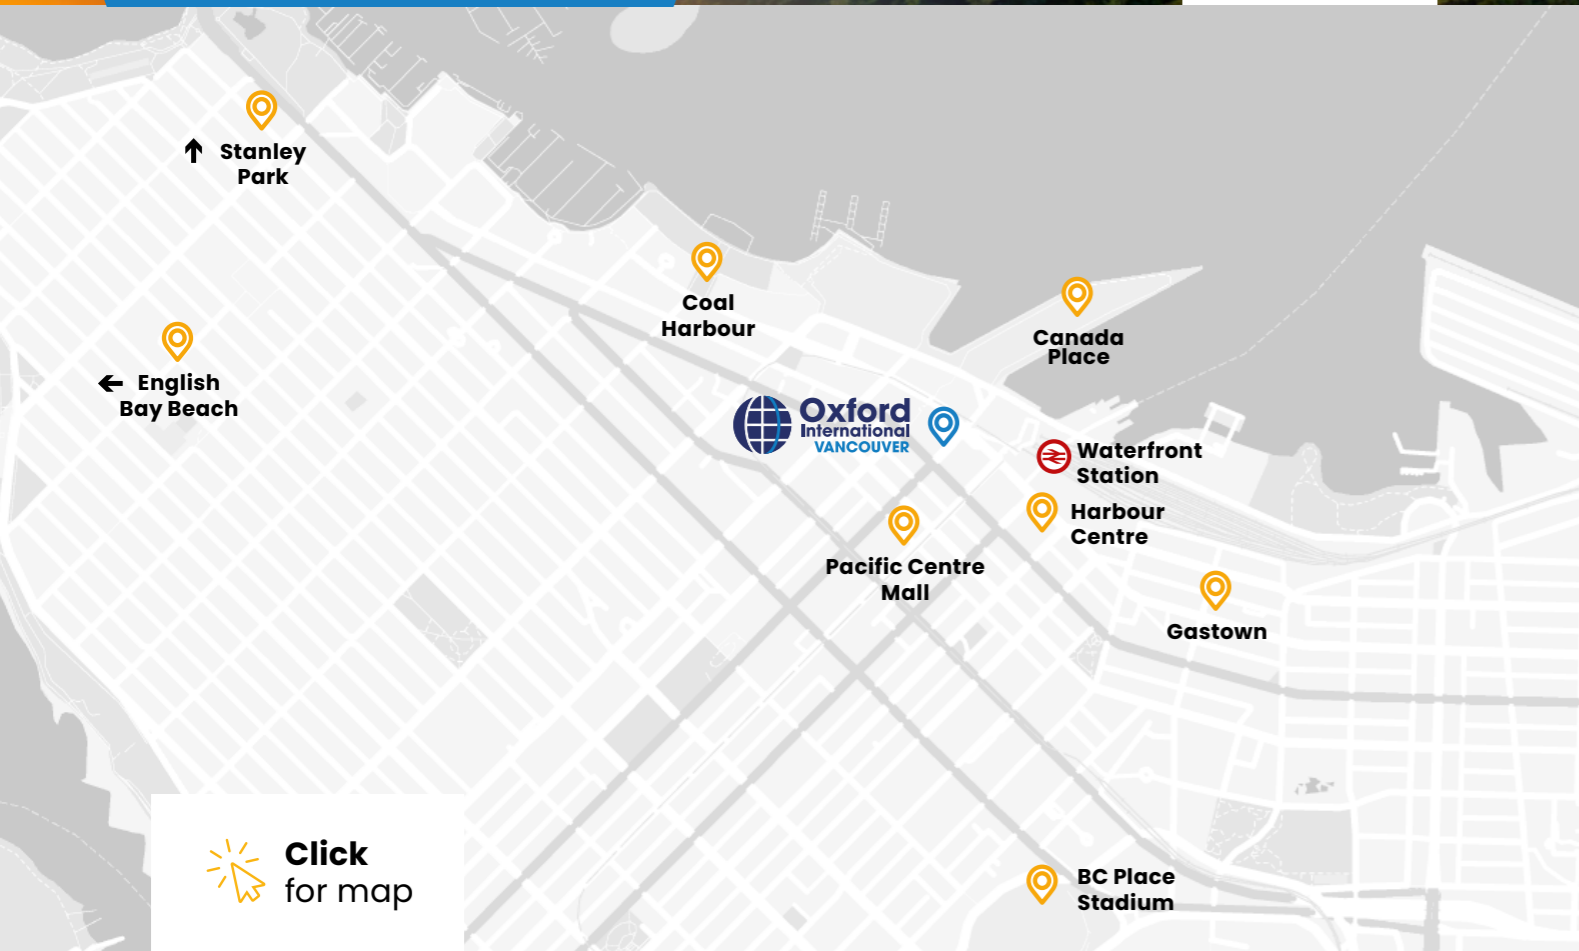 Stanley
Park
Coal
Harbour
Canada
Place
English
Bay Beach
Oxford
International
VANCOUVER
Waterfront
Station
Harbour
Centre
Pacific Centre
Mall
Gastown
Click
for map
BC Place
Stadium